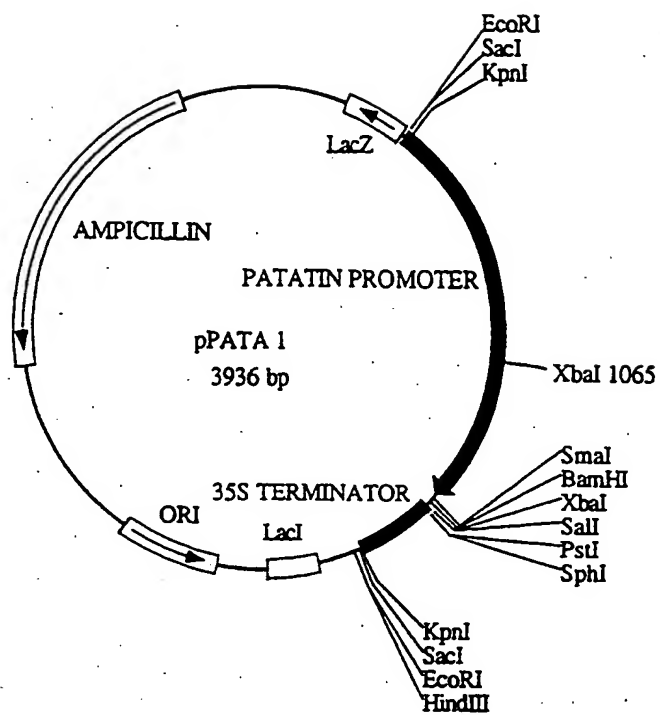 EcoRI
SacI
KpnI
LacZ
AMPICILLIN
PATATIN PROMOTER
pPATA 1
3936 bp
XbaI 1065
SmaI
BamHI
XbaI
SalI
PstI
SphI
35S TERMINATOR
ORI
LacI
KpnI
SacI
EcoRI
HindIII